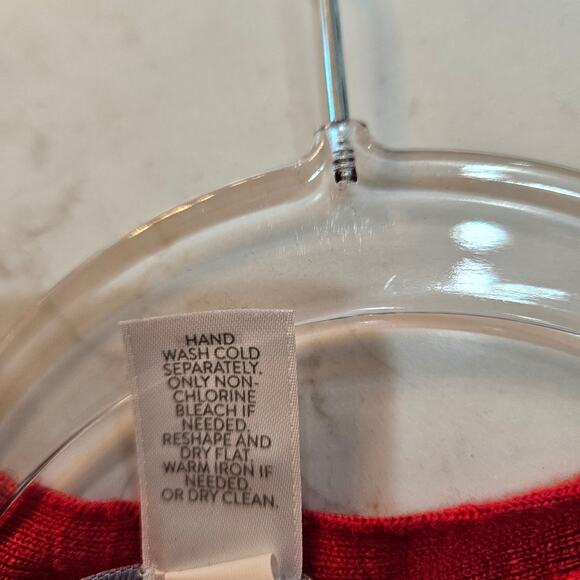 HAND
WASH COLD
SEPARATELY.
ONLY NON-
CHLORINE
BLEACH IF
NEEDED.
RESHAPE AND
DRY FLAT.
WARM IRON IF
NEEDED.
OR DRY CLEAN.